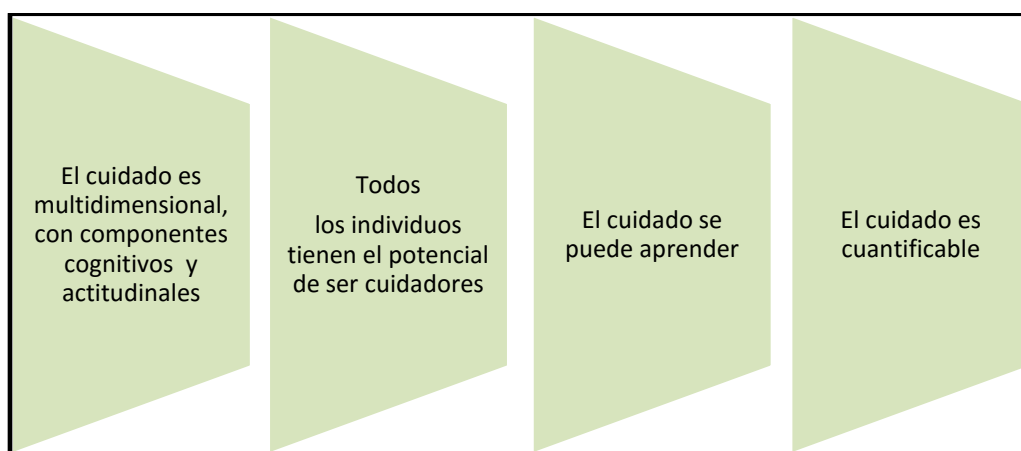 El cuidado es
multidimensional,
con componentes
cognitivos y
actitudinales
Todos
los individuos
tienen el potencial
de ser cuidadores
El cuidado se
puede aprender
El cuidado es
cuantificable